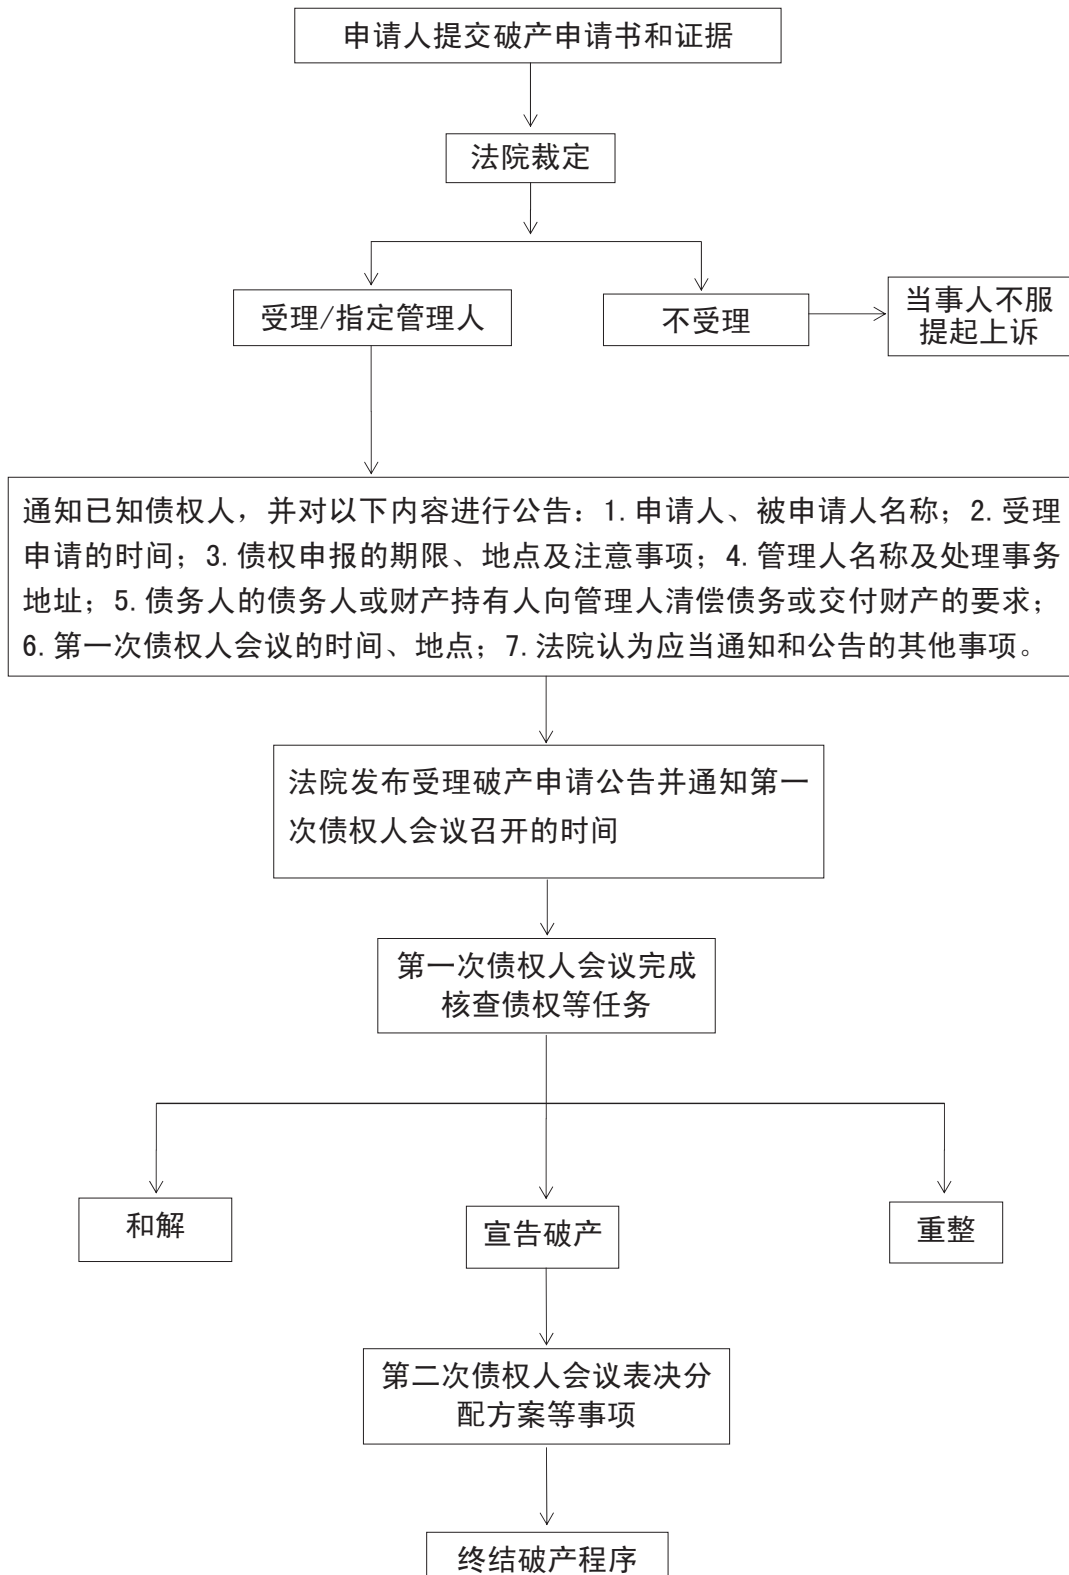 申请人提交破产申请书和证据
法院裁定
受理/指定管理人
不受理
当事人不服
提起上诉
通知已知债权人，并对以下内容进行公告：1.申请人、被申请人名称；2.受理
申请的时间；3.债权申报的期限、地点及注意事项；4.管理人名称及处理事务
地址；5.债务人的债务人或财产持有人向管理人清偿债务或交付财产的要求；
6.第一次债权人会议的时间、地点；7.法院认为应当通知和公告的其他事项。
法院发布受理破产申请公告并通知第一
次债权人会议召开的时间
第一次债权人会议完成
核查债权等任务
和解
宣告破产
重整
第二次债权人会议表决分
配方案等事项
终结破产程序